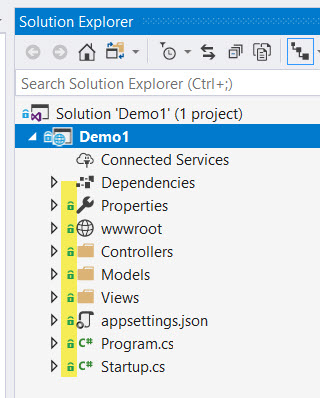 Solution Explorer
Search Solution Explorer (Ctrl+;)
Solution 'Demo1' (1 project)
Demo1
Connected Services
Dependencies
Properties
wwwroot
Controllers
Models
Views
appsettings.json
C# Program.cs
C# Startup.cs